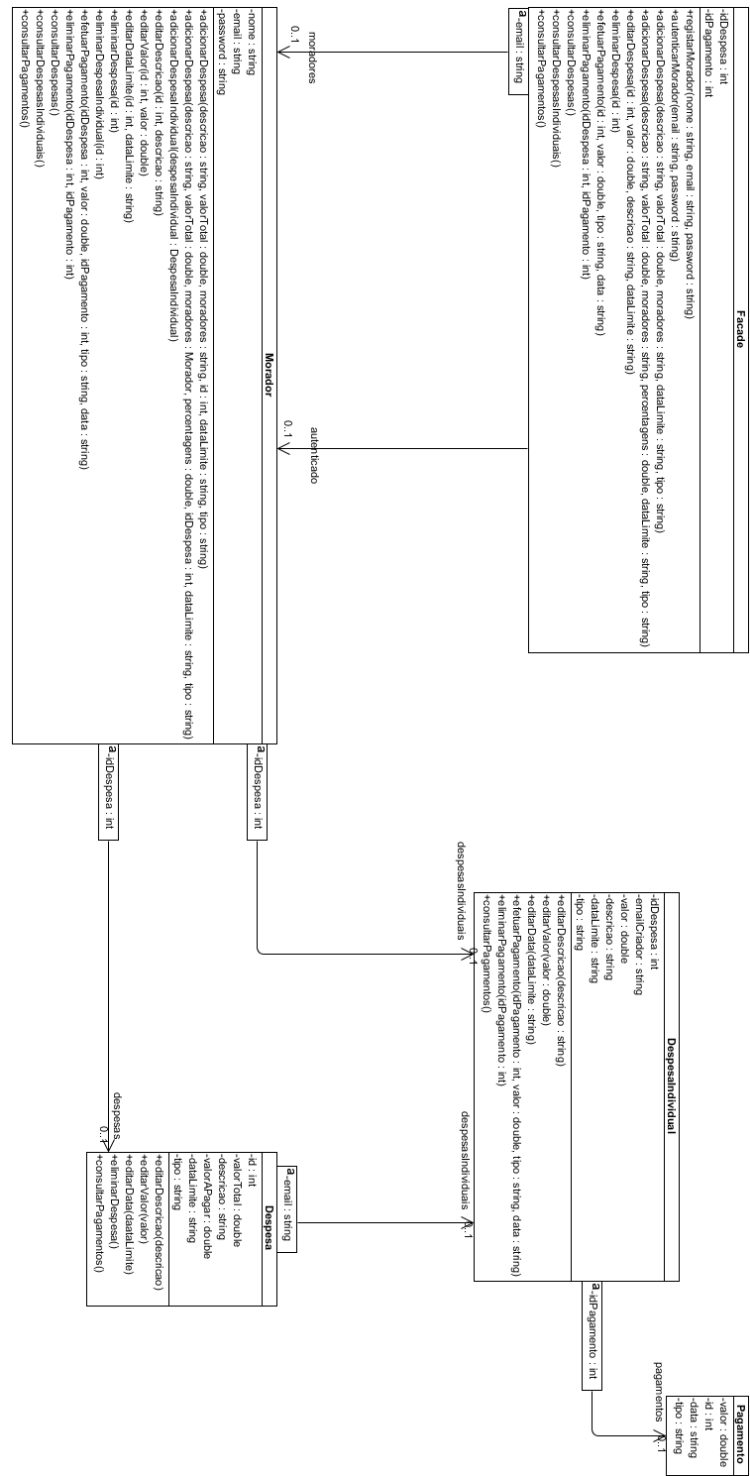 Facade
-idDespesa : int
-idPagamento : int
+registarMorador(nome : string, email : string, password : string)
+autenticarMorador(email : string, password : string)
+adicionarDespesa(descricao : string, valorTotal : double, moradores : string, dataLimite : string, tipo : string)
+adicionarDespesa(descricao : string, valorTotal : double, moradores : string, percentagens : double, dataLimite : string, tipo : string)
+editarDespesa(id : int, valor : double, descricao : string, dataLimite : string)
+eliminarDespesa(id : int)
+efetuarPagamento(id : int, valor : double, tipo : string, data : string)
+eliminarPagamento(idDespesa : int, idPagamento : int)
+consultarDespesas()
+consultarDespesasIndividuais()
+consultarPagamentos()
a-email : string
moradores
0..1
autenticado
0..1
Morador
-nome : string
-email : string
-password : string
+adicionarDespesa(descricao : string, valorTotal : double, moradores : string, id : int, dataLimite : string, tipo : string)
+adicionarDespesa(descricao : string, valorTotal : double, moradores : Morador, percentagens : double, idDespesa : int, dataLimite : string, tipo : string)
+adicionarDespesaIndividual(despesaIndividual : DespesaIndividual)
+editarDescricao(id : int, descricao : string)
+editarValor(id : int, valor : double)
+editarDataLimite(id : int, dataLimite : string)
+eliminarDespesa(id : int)
+eliminarDespesaIndividual(id : int)
+efetuarPagamento(idDespesa : int, valor : double, idPagamento : int, tipo : string, data : string)
+eliminarPagamento(idDespesa : int, idPagamento : int)
+consultarDespesas()
+consultarDespesasIndividuais()
+consultarPagamentos()
a-idDespesa : int
a-idDespesa : int
despesasIndividuais
0..1
despesas
0..1
DespesaIndividual
-idDespesa : int
-emailCriador : string
-valor : double
-descricao : string
-dataLimite : string
-tipo : string
+editarDescricao(descricao : string)
+editarValor(valor : double)
+editarData(dataLimite : string)
+efetuarPagamento(idPagamento : int, valor : double, tipo : string, data : string)
+eliminarPagamento(idPagamento : int)
+consultarPagamentos()
a-idPagamento : int
pagamentos
0..1
Pagamento
-valor : double
-id : int
-data : string
-tipo : string
despesasIndividuais
0..1
a-email : string
Despesa
-id : int
-valorTotal : double
-descricao : string
-valorAPagar : double
-dataLimite : string
-tipo : string
+editarDescricao(descricao)
+editarValor(valor)
+editarData(daataLimite)
+eliminarDespesa()
+consultarPagamentos()